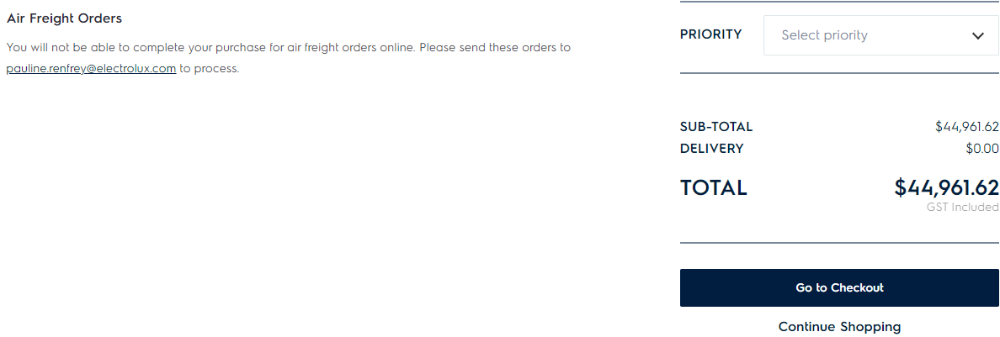 Air Freight Orders
You will not be able to complete your purchase for air freight orders online. Please send these orders to
pauline.renfrey@electrolux.com to process.
PRIORITY Select priority
SUB-TOTAL $44,961.62
DELIVERY $0.00
TOTAL $44,961.62
GST Included
Go to Checkout
Continue Shopping